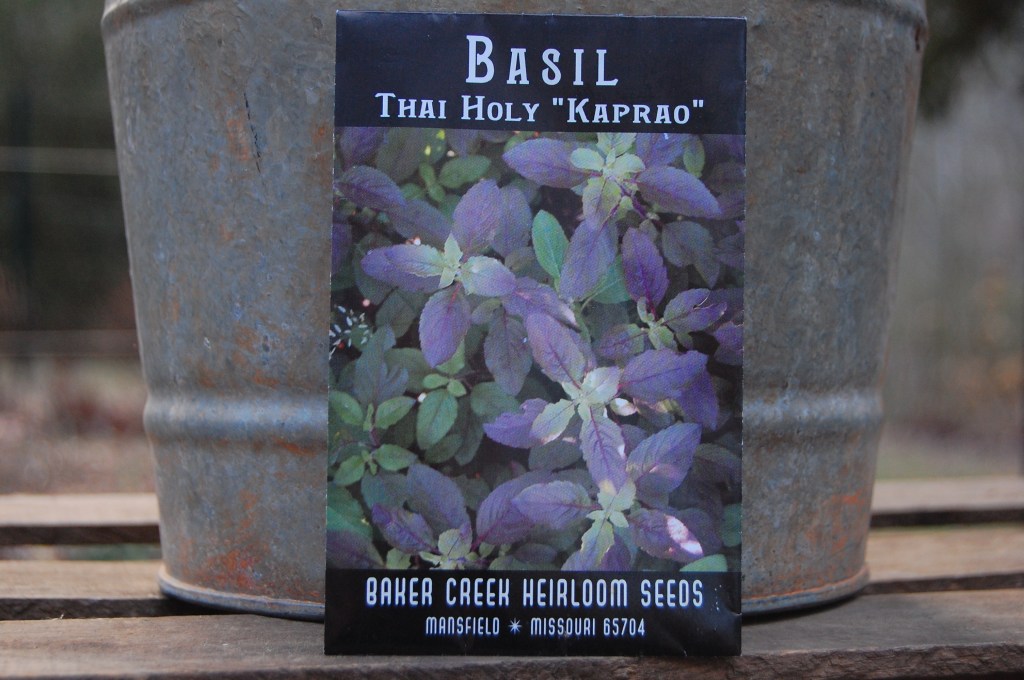 Basil
Thai Holy "Kaprao"
Baker Creek Heirloom Seeds
Mansfield ✷ Missouri 65704